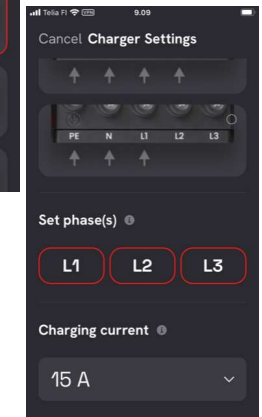 Telia FI VPN 9.09
Cancel Charger Settings
PE N L1 L2 L3
Set phase(s)
L1 L2 L3
Charging current
15 A